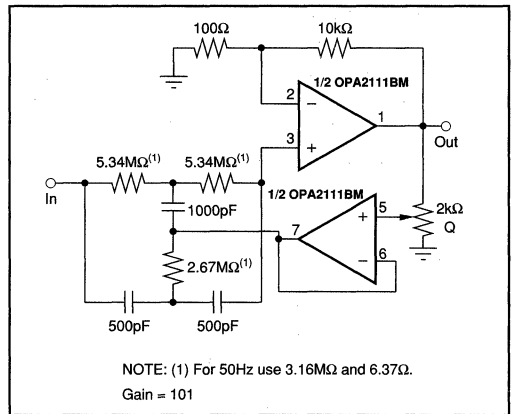 100Ω
10kΩ
1/2 OPA2111BM
2
−
1
3
+
Out
5.34MΩ(1)
5.34MΩ(1)
1/2 OPA2111BM
In
1000pF
7
+
5
2kΩ
Q
−
6
2.67MΩ(1)
500pF
500pF
NOTE: (1) For 50Hz use 3.16MΩ and 6.37Ω.
Gain = 101